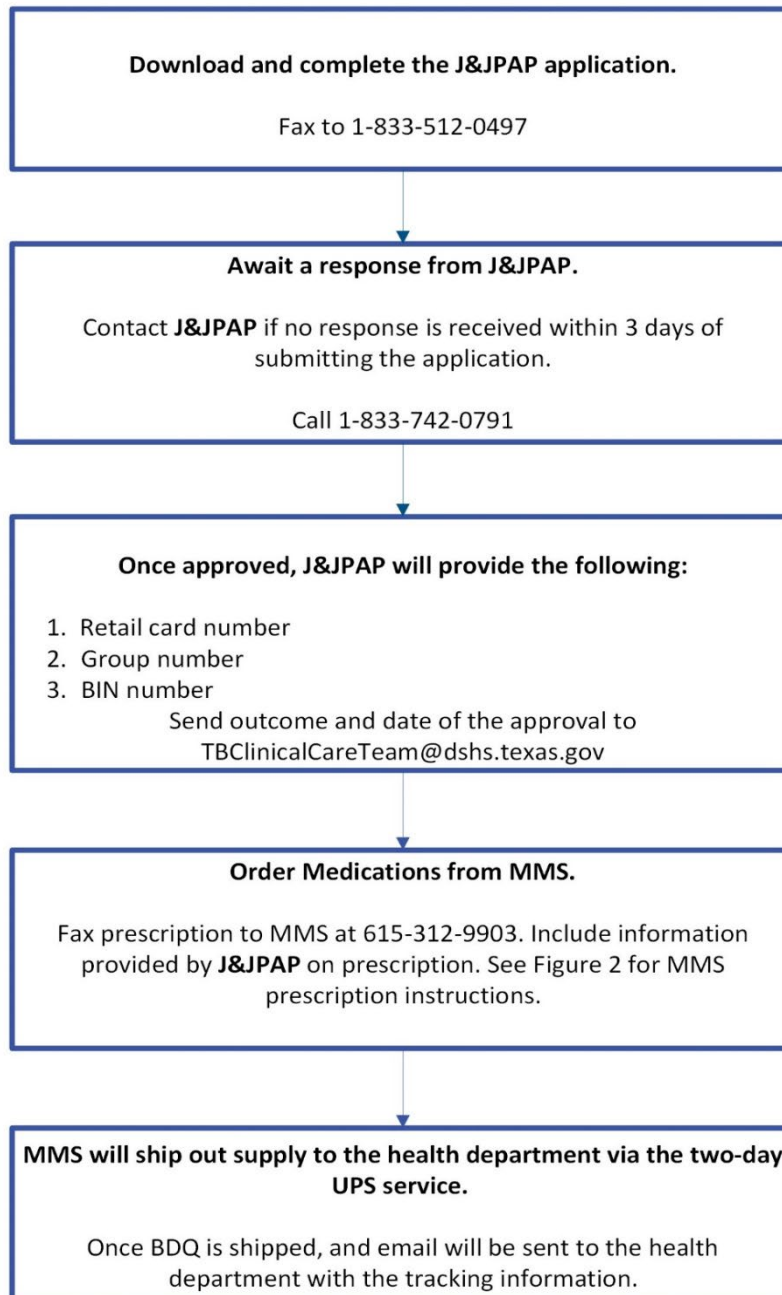 Download and complete the J&JPAP application.
Fax to 1-833-512-0497
Await a response from J&JPAP.
Contact J&JPAP if no response is received within 3 days of
submitting the application.
Call 1-833-742-0791
Once approved, J&JPAP will provide the following:
1. Retail card number
2. Group number
3. BIN number
Send outcome and date of the approval to
TBClinicalCareTeam@dshs.texas.gov
Order Medications from MMS.
Fax prescription to MMS at 615-312-9903. Include information
provided by J&JPAP on prescription. See Figure 2 for MMS
prescription instructions.
MMS will ship out supply to the health department via the two-day
UPS service.
Once BDQ is shipped, and email will be sent to the health
department with the tracking information.